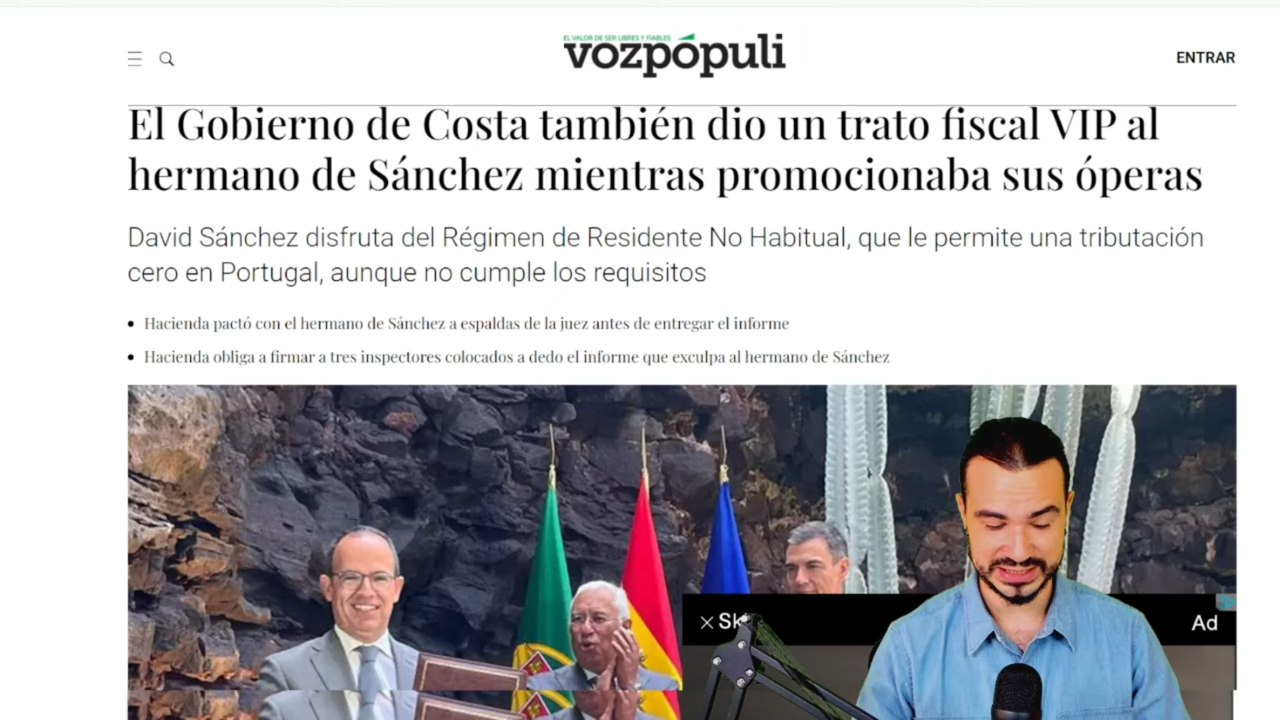 EL VALOR DE SER LIBRES Y FIABLES
vozpópuli
ENTRAR
El Gobierno de Costa también dio un trato fiscal VIP al
hermano de Sánchez mientras promocionaba sus óperas
David Sánchez disfruta del Régimen de Residente No Habitual, que le permite una tributación
cero en Portugal, aunque no cumple los requisitos
Hacienda pactó con el hermano de Sánchez a espaldas de la juez antes de entregar el informe
Hacienda obliga a firmar a tres inspectores colocados a dedo el informe que exculpa al hermano de Sánchez
Ad